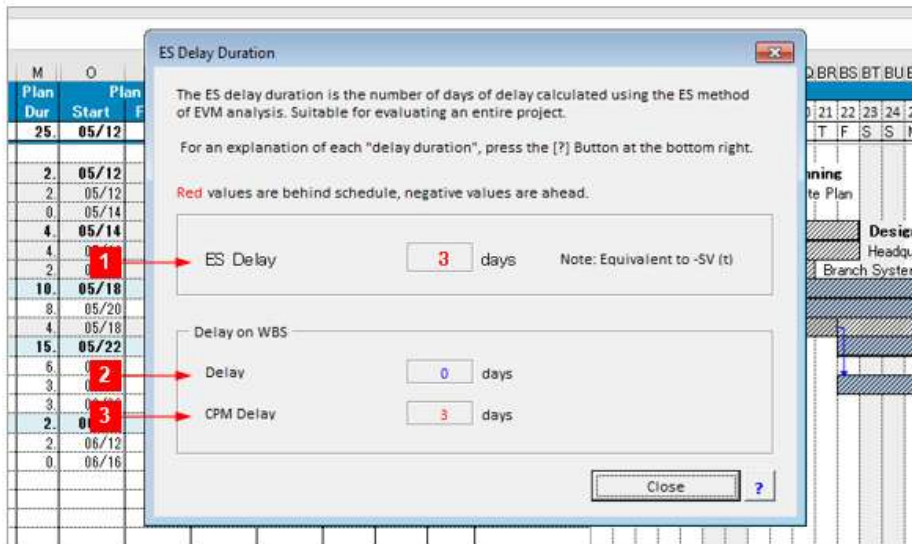 ES Delay Duration
M O Q BR BS BT BU
Plan Plan
Dur Start F 21 22 23 24
25. 05/12 T F S S
The ES delay duration is the number of days of delay calculated using the ES method
of EVM analysis. Suitable for evaluating an entire project.
For an explanation of each "delay duration", press the [?] Button at the bottom right.
Red values are behind schedule, negative values are ahead.
2. 05/12
2. 05/12 te Plan
0. 05/14
4. 05/14
4.
2. Branch System
10. 05/18
8. 05/20
4. 05/18
15. 05/22
6.
3.
3.
2.
2. 06/12
0. 06/16
1 ES Delay 3 days Note: Equivalent to -SV (t)
Delay on WBS
2 Delay 0 days
3 CPM Delay 3 days
Close ?